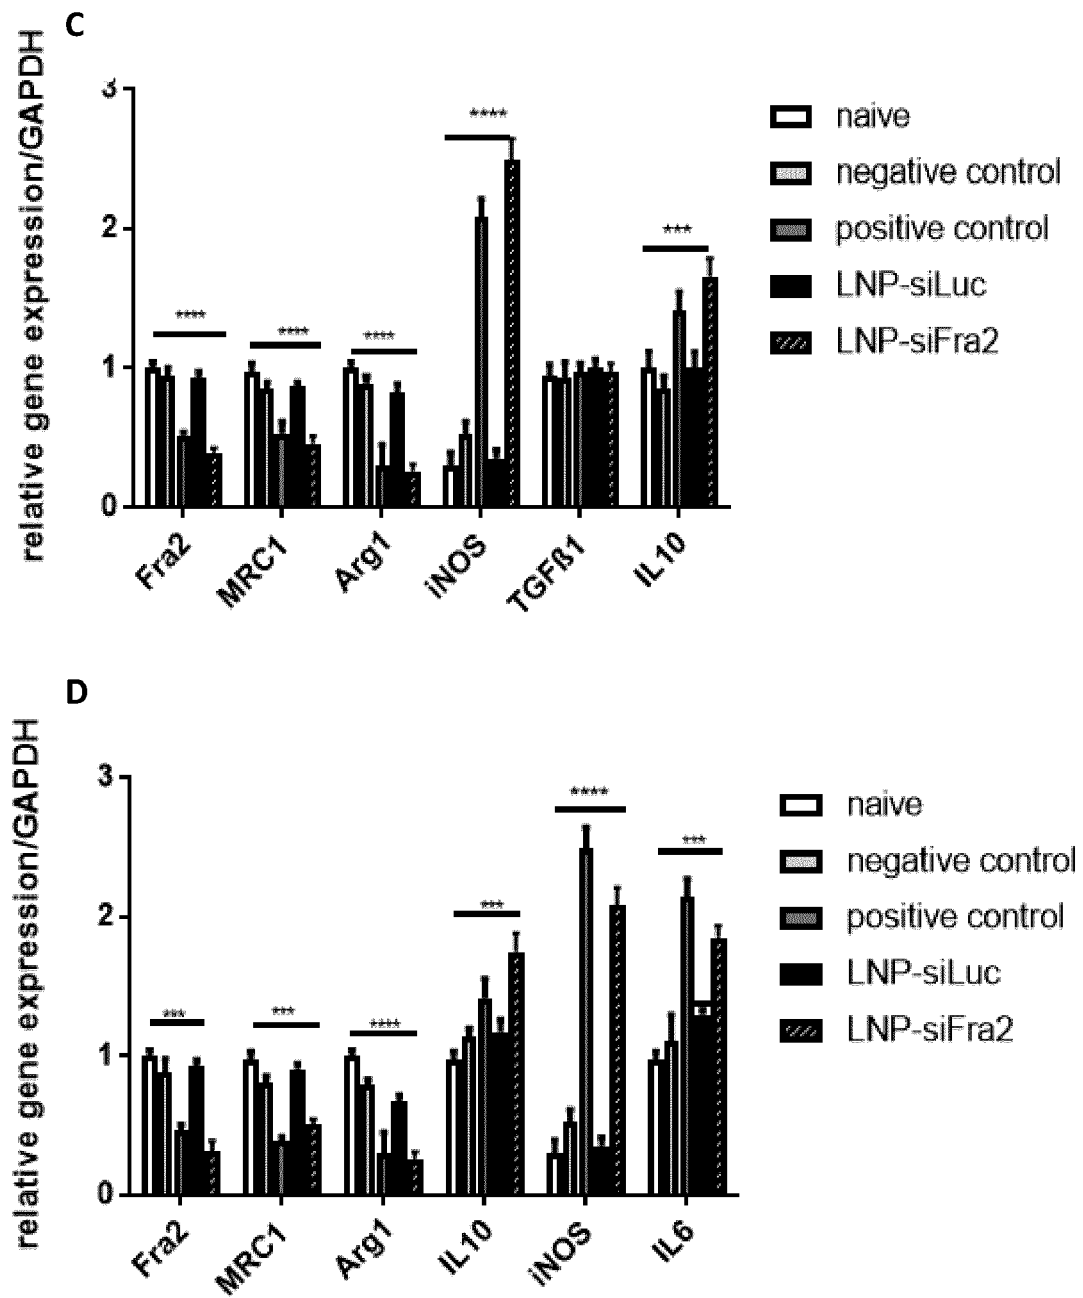 C
relative gene expression/GAPDH
3
2
1
0
****
****
****
****
***
Fra2
MRC1
Arg1
iNOS
TGFß1
IL10
naive
negative control
positive control
LNP-siLuc
LNP-siFra2
D
relative gene expression/GAPDH
3
2
1
0
***
***
****
***
****
***
Fra2
MRC1
Arg1
IL10
iNOS
IL6
naive
negative control
positive control
LNP-siLuc
LNP-siFra2